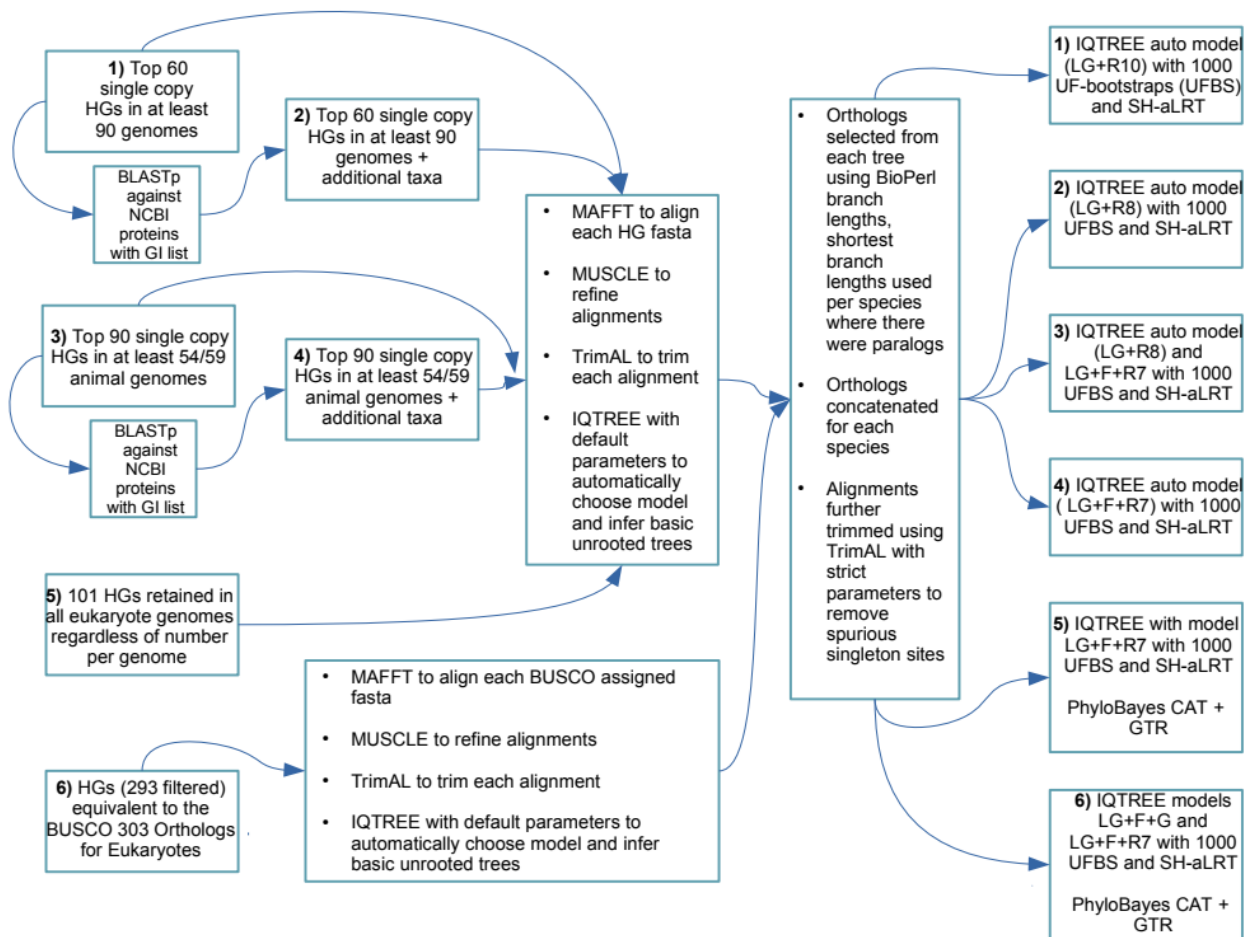 1) Top 60
single copy
HGs in at least
90 genomes
BLASTp
against
NCBI
proteins
with GI list
2) Top 60 single copy
HGs in at least 90
genomes +
additional taxa
3) Top 90 single copy
HGs in at least 54/59
animal genomes
BLASTp
against
NCBI
proteins
with GI list
4) Top 90 single copy
HGs in at least 54/59
animal genomes +
additional taxa
5) 101 HGs retained in
all eukaryote genomes
regardless of number
per genome
6) HGs (293 filtered)
equivalent to the
BUSCO 303 Orthologs
for Eukaryotes
• MAFFT to align
each HG fasta
• MUSCLE to
refine
alignments
• TrimAL to trim
each alignment
• IQTREE with
default
parameters to
automatically
choose model
and infer basic
unrooted trees
• MAFFT to align each BUSCO assigned
fasta
• MUSCLE to refine alignments
• TrimAL to trim each alignment
• IQTREE with default parameters to
automatically choose model and infer
basic unrooted trees
• Orthologs
selected from
each tree
using BioPerl
branch
lengths,
shortest
branch
lengths used
per species
where there
were paralogs
• Orthologs
concatenated
for each
species
• Alignments
further
trimmed using
TrimAL with
strict
parameters to
remove
spurious
singleton sites
1) IQTREE auto model
(LG+R10) with 1000
UF-bootstraps (UFBS)
and SH-aLRT
2) IQTREE auto model
(LG+R8) with 1000
UFBS and SH-aLRT
3) IQTREE auto model
(LG+R8) and
LG+F+R7 with 1000
UFBS and SH-aLRT
4) IQTREE auto model
( LG+F+R7) with 1000
UFBS and SH-aLRT
5) IQTREE with model
LG+F+R7 with 1000
UFBS and SH-aLRT
PhyloBayes CAT +
GTR
6) IQTREE models
LG+F+G and
LG+F+R7 with 1000
UFBS and SH-aLRT
PhyloBayes CAT +
GTR